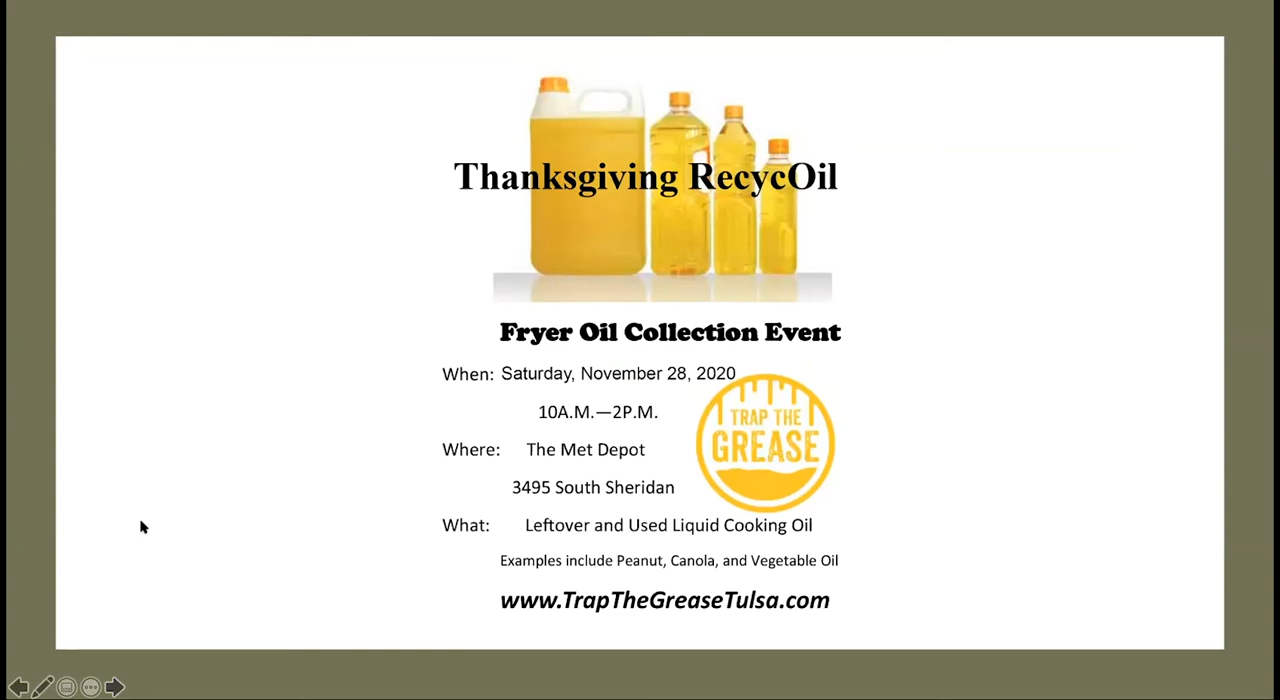 Thanksgiving RecycOil
Fryer Oil Collection Event
When: Saturday, November 28, 2020
10A.M.—2P.M.
TRAP THE
GREASE
Where: The Met Depot
3495 South Sheridan
What: Leftover and Used Liquid Cooking Oil
Examples include Peanut, Canola, and Vegetable Oil
www.TrapTheGreaseTulsa.com